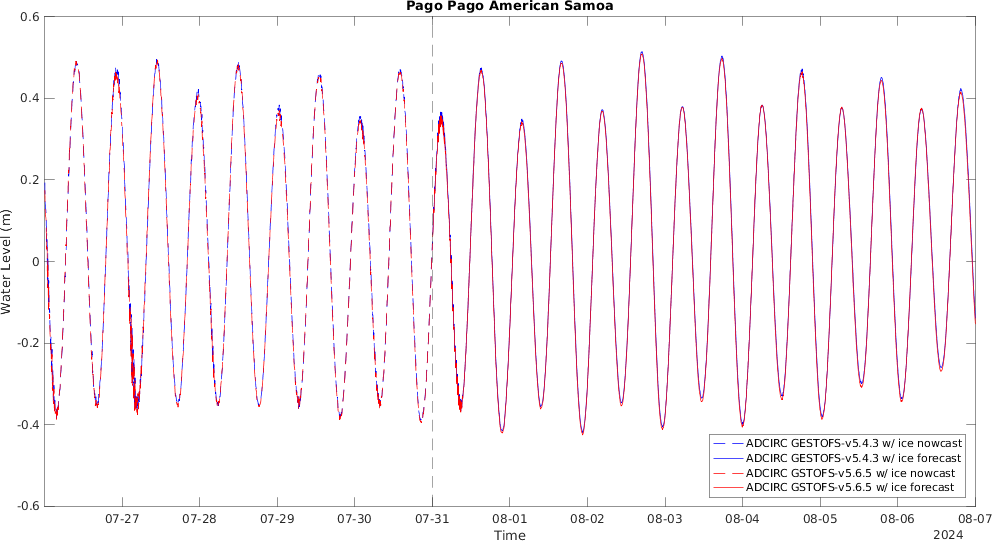 Pago Pago American Samoa
0.6
0.4
0.2
0
-0.2
-0.4
-0.6
Water Level (m)
07-27 07-28 07-29 07-30 07-31 08-01 08-02 08-03 08-04 08-05 08-06 08-07
Time
2024
ADCIRC GESTOFS-v5.4.3 w/ ice nowcast
ADCIRC GESTOFS-v5.4.3 w/ ice forecast
ADCIRC GSTOFS-v5.6.5 w/ ice nowcast
ADCIRC GSTOFS-v5.6.5 w/ ice forecast